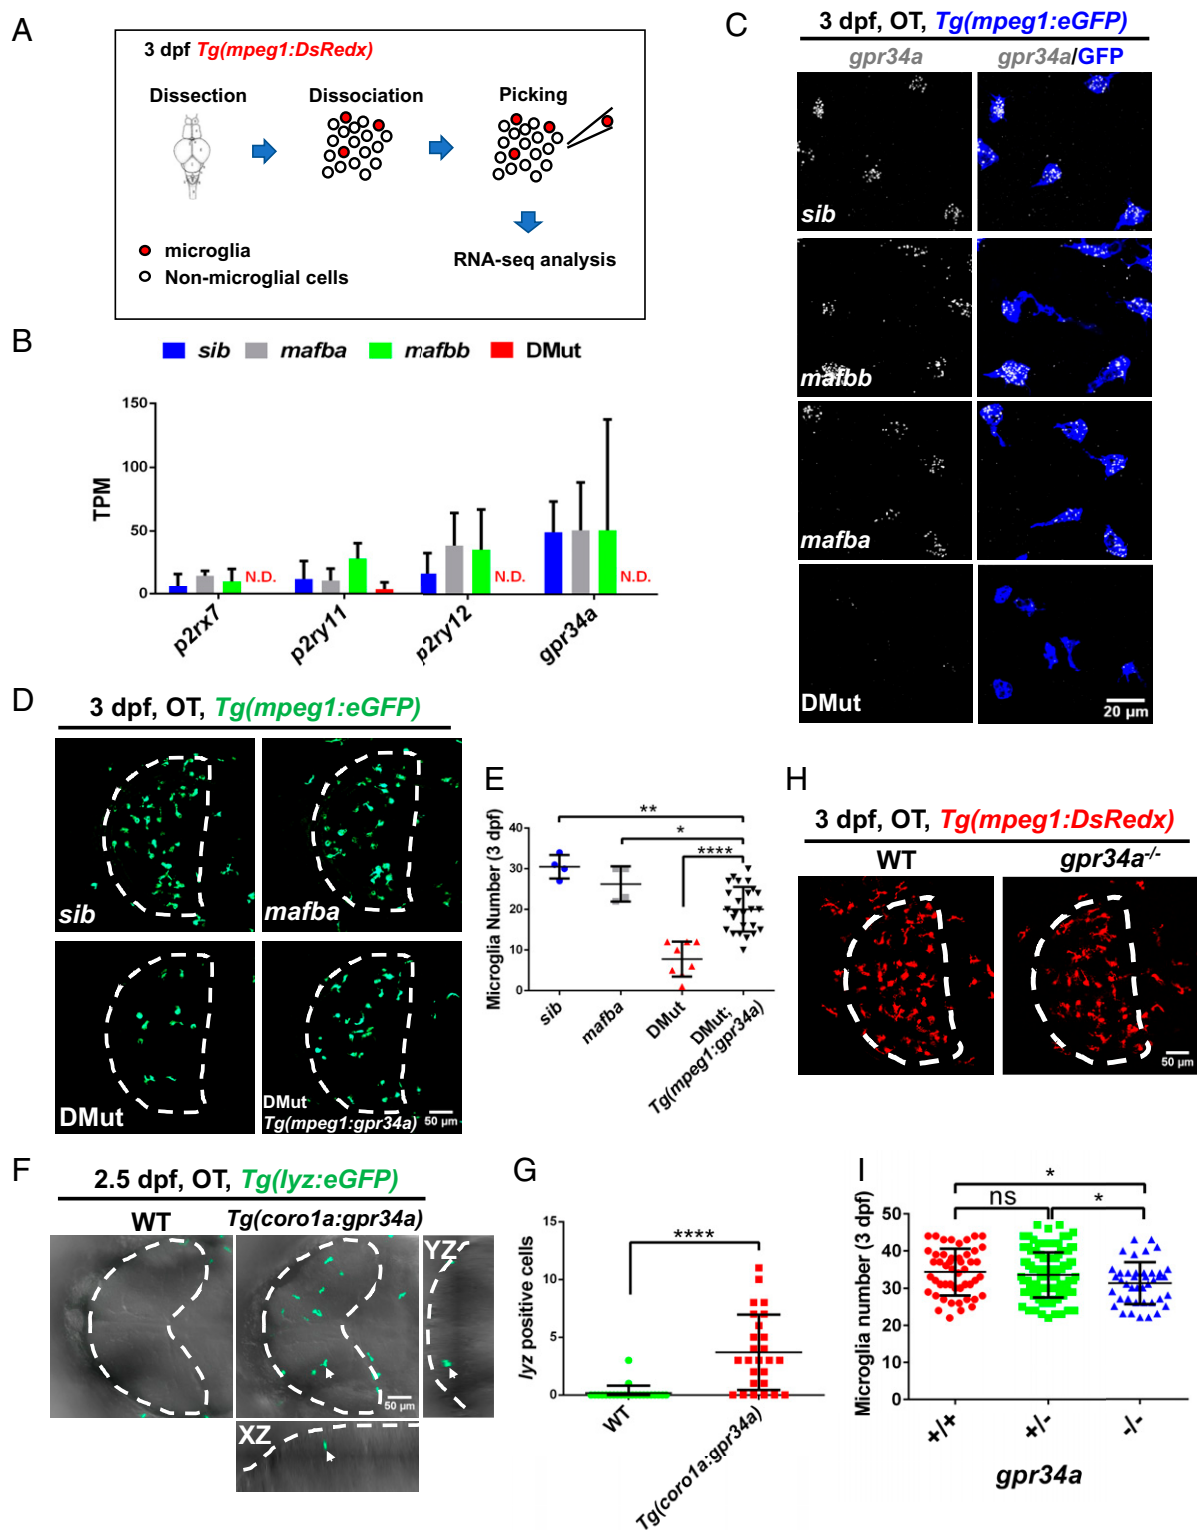 A
3 dpf Tg(mpeg1:DsRedx)
Dissection
Dissociation
Picking
microglia
Non-microglial cells
RNA-seq analysis
B
sib mafba mafbb DMut
TPM
150
100
50
0
N.D.
N.D.
N.D.
p2rx7
p2ry11
p2ry12
gpr34a
C
3 dpf, OT, Tg(mpeg1:eGFP)
gpr34a gpr34a/GFP
sib
mafbb
mafba
DMut
20 µm
D
3 dpf, OT, Tg(mpeg1:eGFP)
sib
mafba
DMut
DMut
Tg(mpeg1:gpr34a)
50 µm
E
Microglia Number (3 dpf)
40
30
20
10
0
**
*
****
sib
mafba
DMut
DMut;
Tg(mpeg1:gpr34a)
F
2.5 dpf, OT, Tg(lyz:eGFP)
WT Tg(coro1a:gpr34a)
YZ
50 µm
XZ
G
lyz positive cells
15
10
5
0
****
WT
Tg(coro1a:gpr34a)
H
3 dpf, OT, Tg(mpeg1:DsRedx)
WT gpr34a-/-
50 µm
I
Microglia number (3 dpf)
50
40
30
20
10
0
*
ns
*
+/+
+/-
-/-
gpr34a